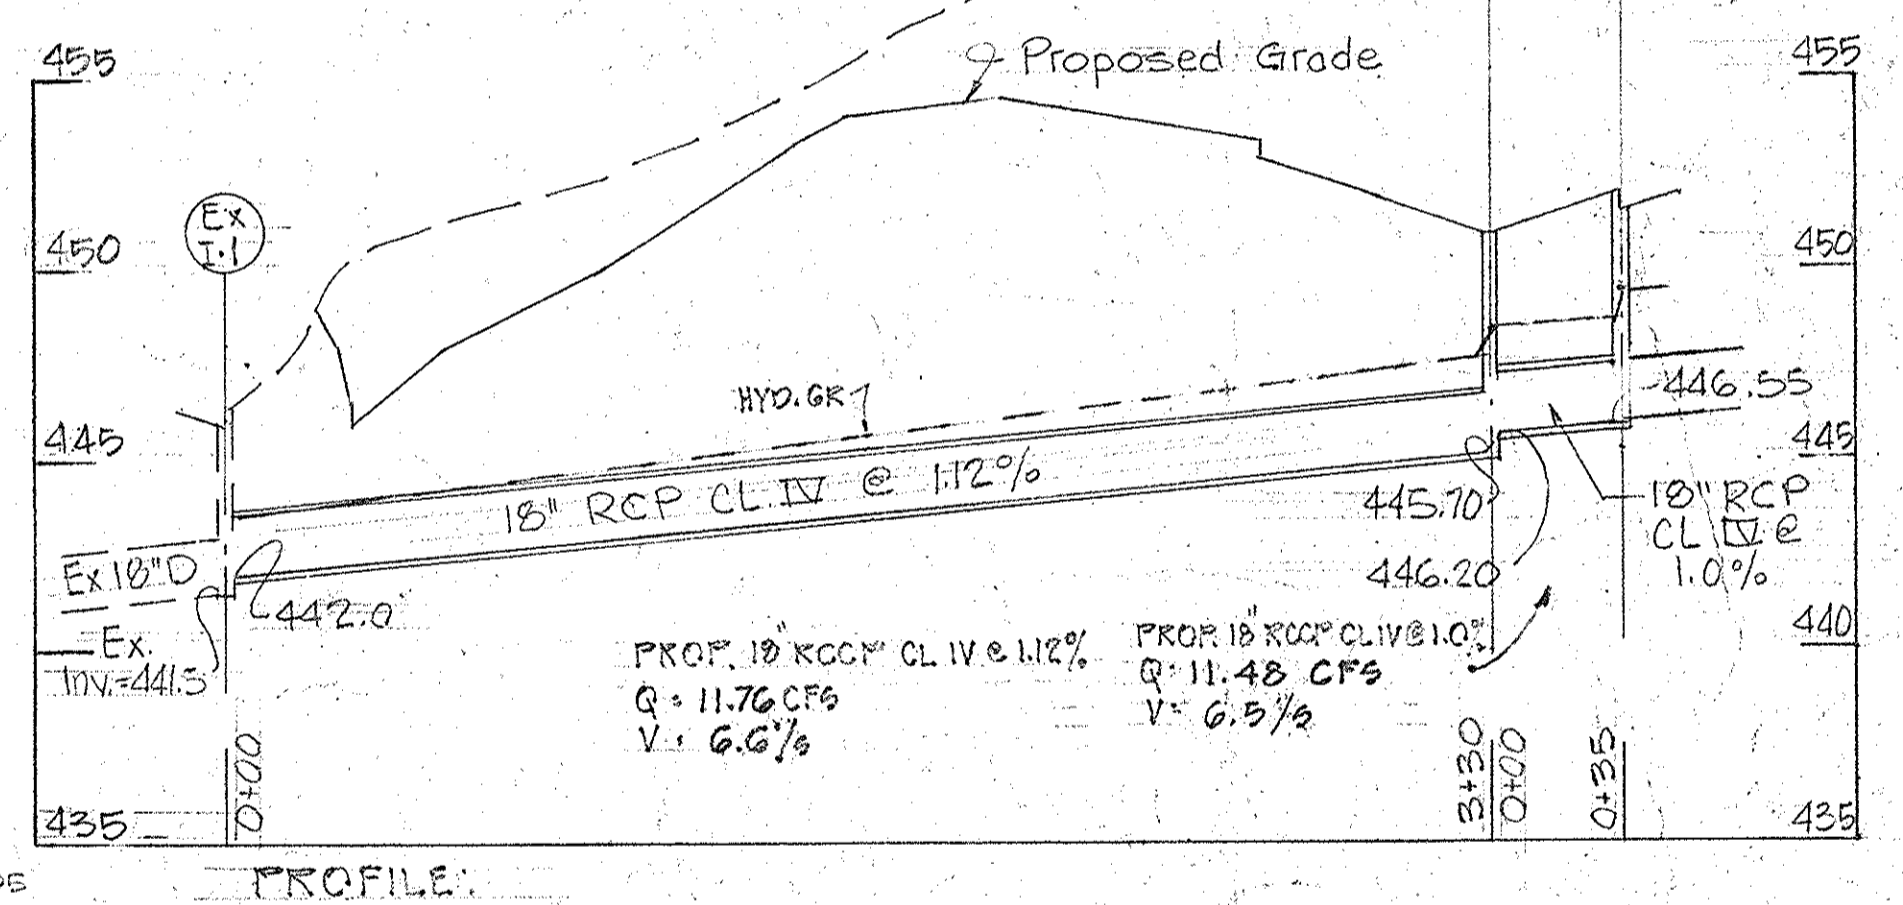 455
Proposed Grade
455
Ex
I-1
450
450
HYD. GR
446.55
445
445
18" RCP CL. IV @ 1.12%
445.70
18" RCP
CL IV @
1.0%
Ex 18"D
446.20
442.0
440
Ex.
Inv.=441.5
PROP. 18" RCCP CL IV @ 1.12%
Q = 11.76 CFS
V = 6.6'/s
PROP. 18" RCCP CL IV @ 1.0%
Q = 11.48 CFS
V = 6.5'/s
0+00
3+30
0+00
0+35
435
435
PROFILE: